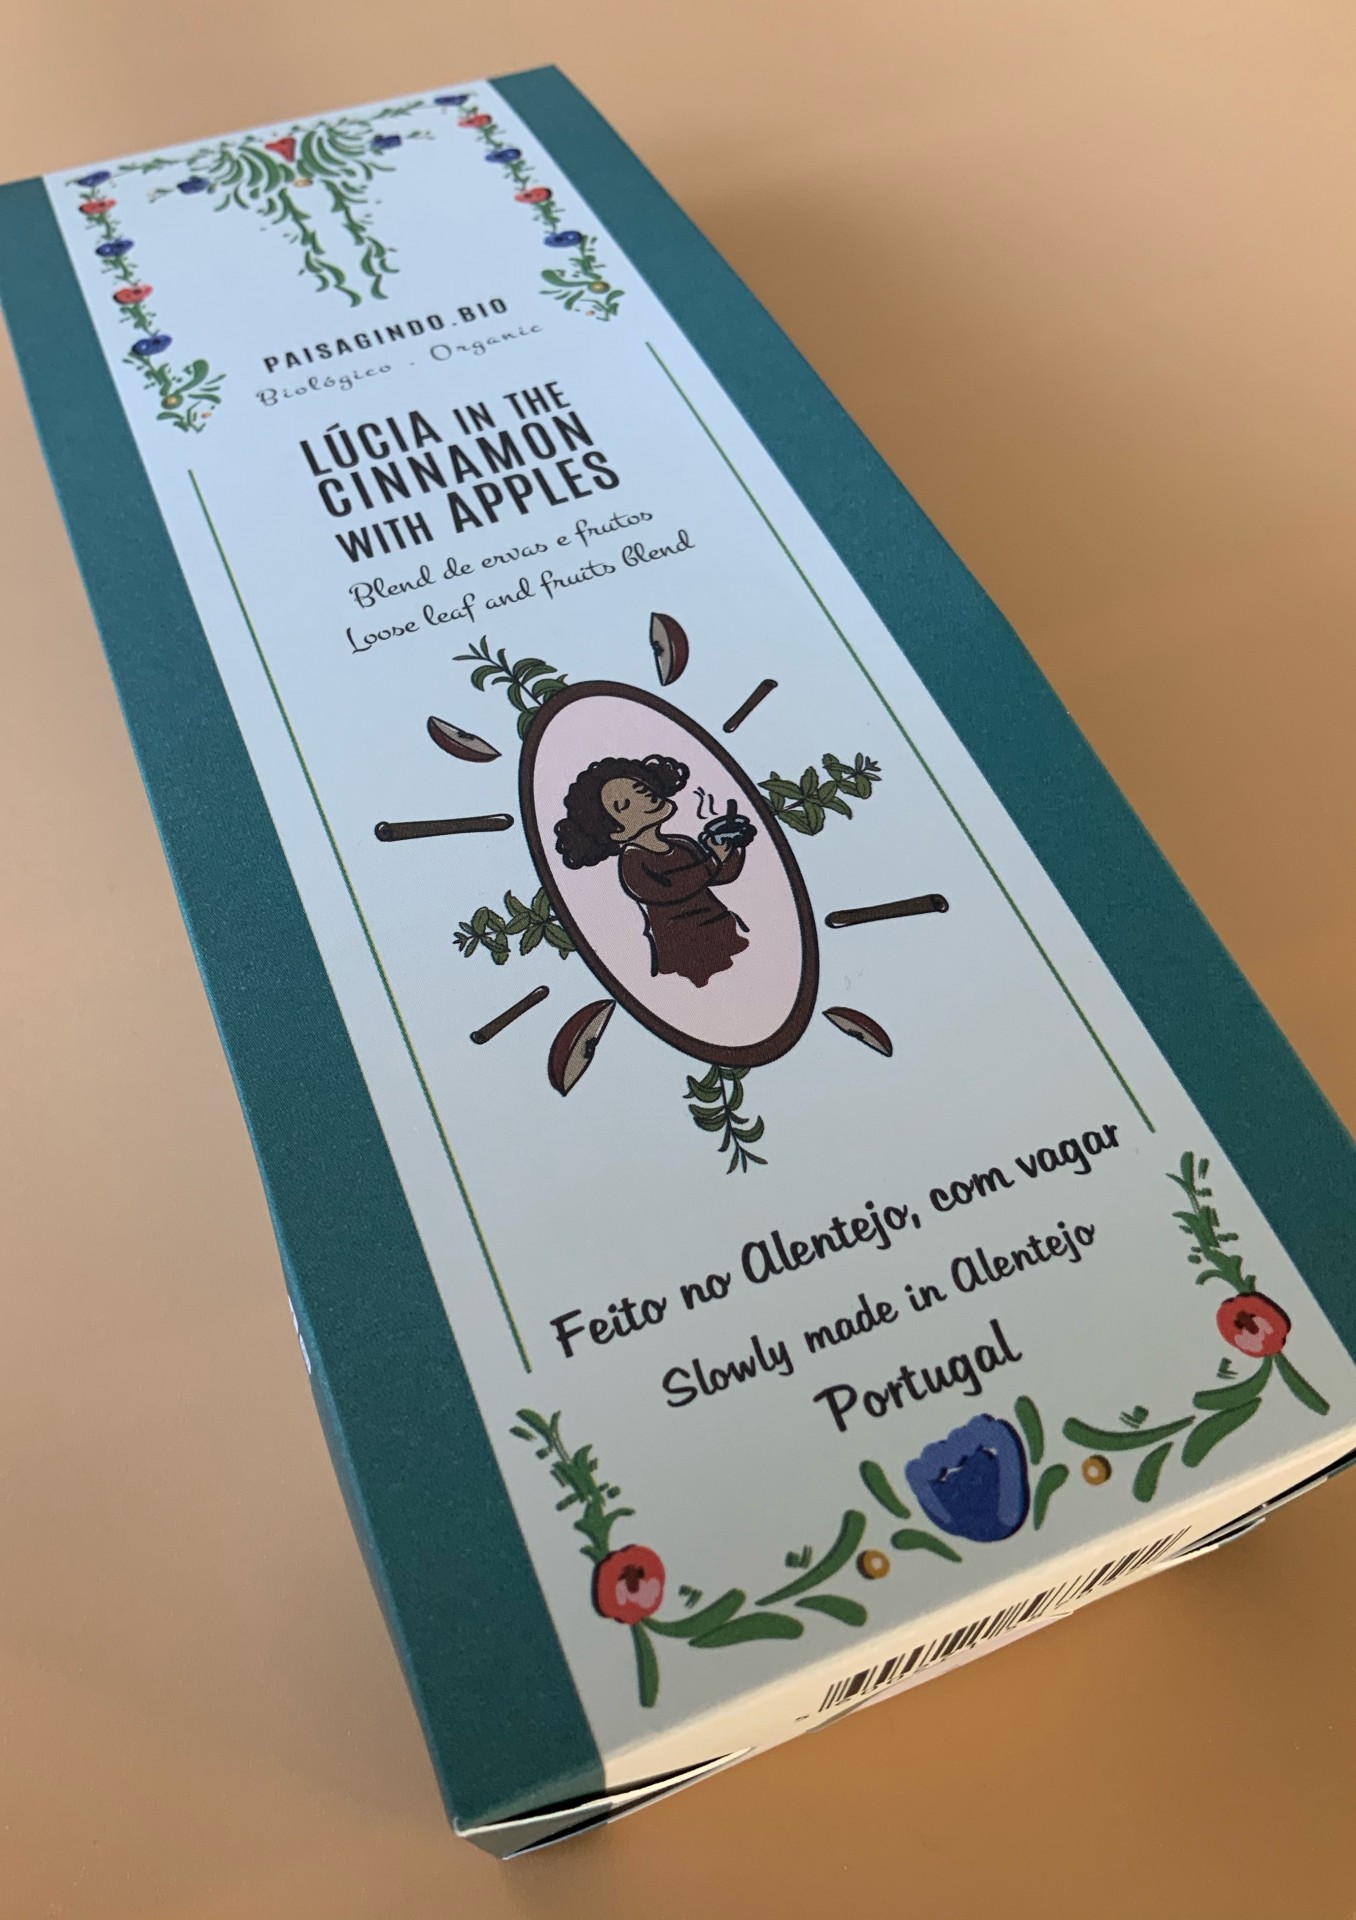 PAISAGINDO.BIO
Biológico · Organic
LÚCIA IN THE
CINNAMON
WITH APPLES
Blend de ervas e frutos
Loose leaf and fruits blend
Feito no Alentejo, com vagar
Slowly made in Alentejo
Portugal